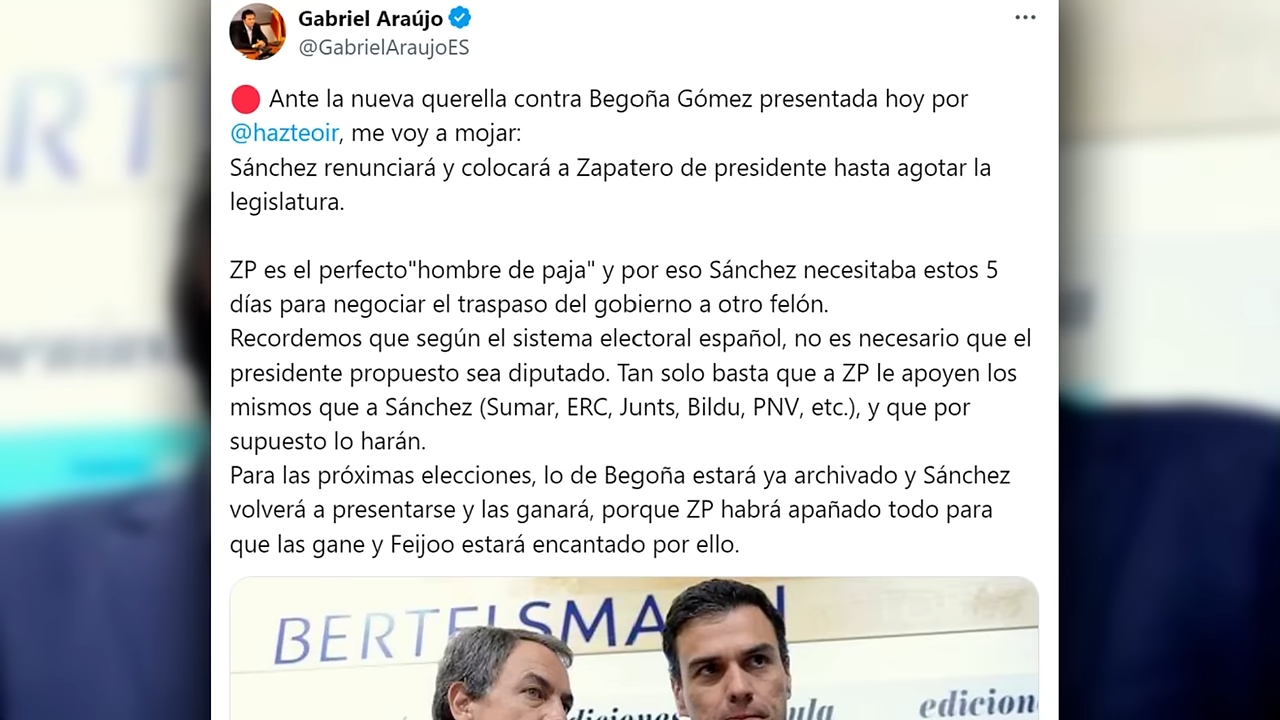 Gabriel Araújo
@GabrielAraujoES
Ante la nueva querella contra Begoña Gómez presentada hoy por
@hazteoir, me voy a mojar:
Sánchez renunciará y colocará a Zapatero de presidente hasta agotar la
legislatura.
ZP es el perfecto"hombre de paja" y por eso Sánchez necesitaba estos 5
días para negociar el traspaso del gobierno a otro felón.
Recordemos que según el sistema electoral español, no es necesario que el
presidente propuesto sea diputado. Tan solo basta que a ZP le apoyen los
mismos que a Sánchez (Sumar, ERC, Junts, Bildu, PNV, etc.), y que por
supuesto lo harán.
Para las próximas elecciones, lo de Begoña estará ya archivado y Sánchez
volverá a presentarse y las ganará, porque ZP habrá apañado todo para
que las gane y Feijoo estará encantado por ello.
BERTELSMA
edicion